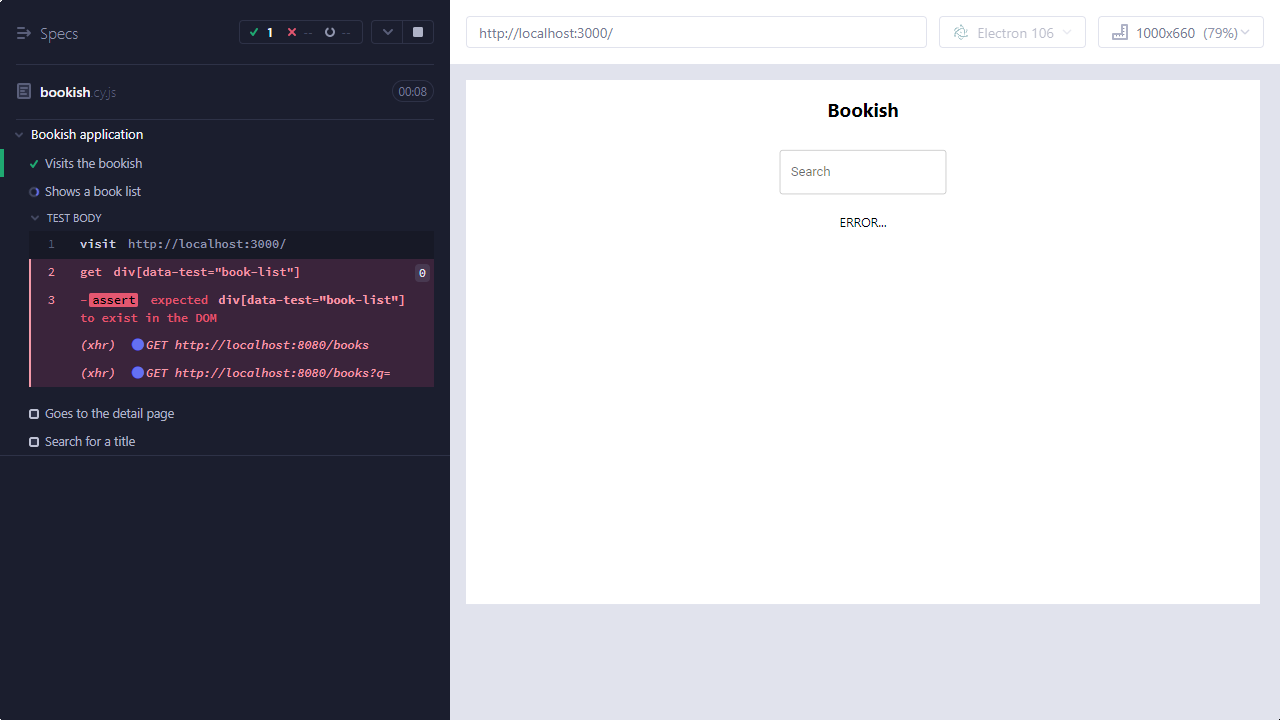 Specs
1 -- --
bookish.cy.js
00:08
Bookish application
Visits the bookish
Shows a book list
TEST BODY
1 visit http://localhost:3000/
2 get div[data-test="book-list"] 0
3 -assert expected div[data-test="book-list"]
to exist in the DOM
(xhr) GET http://localhost:8080/books
(xhr) GET http://localhost:8080/books?q=
Goes to the detail page
Search for a title
http://localhost:3000/
Electron 106
1000x660 (79%)
Bookish
Search
ERROR...